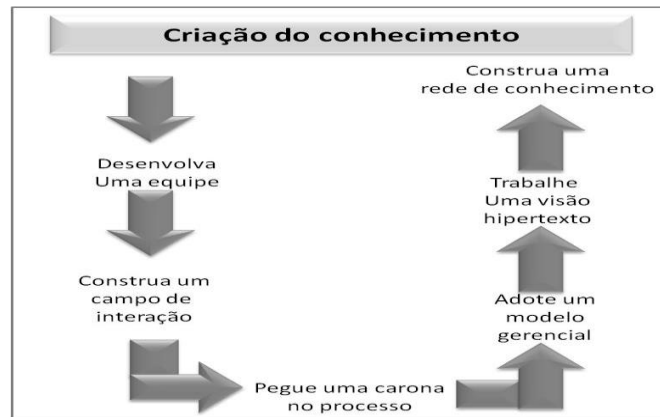 Criação do conhecimento
Desenvolva
Uma equipe
Construa um
campo de
interação
Pegue uma carona
no processo
Adote um
modelo
gerencial
Trabalhe
Uma visão
hipertexto
Construa uma
rede de conhecimento